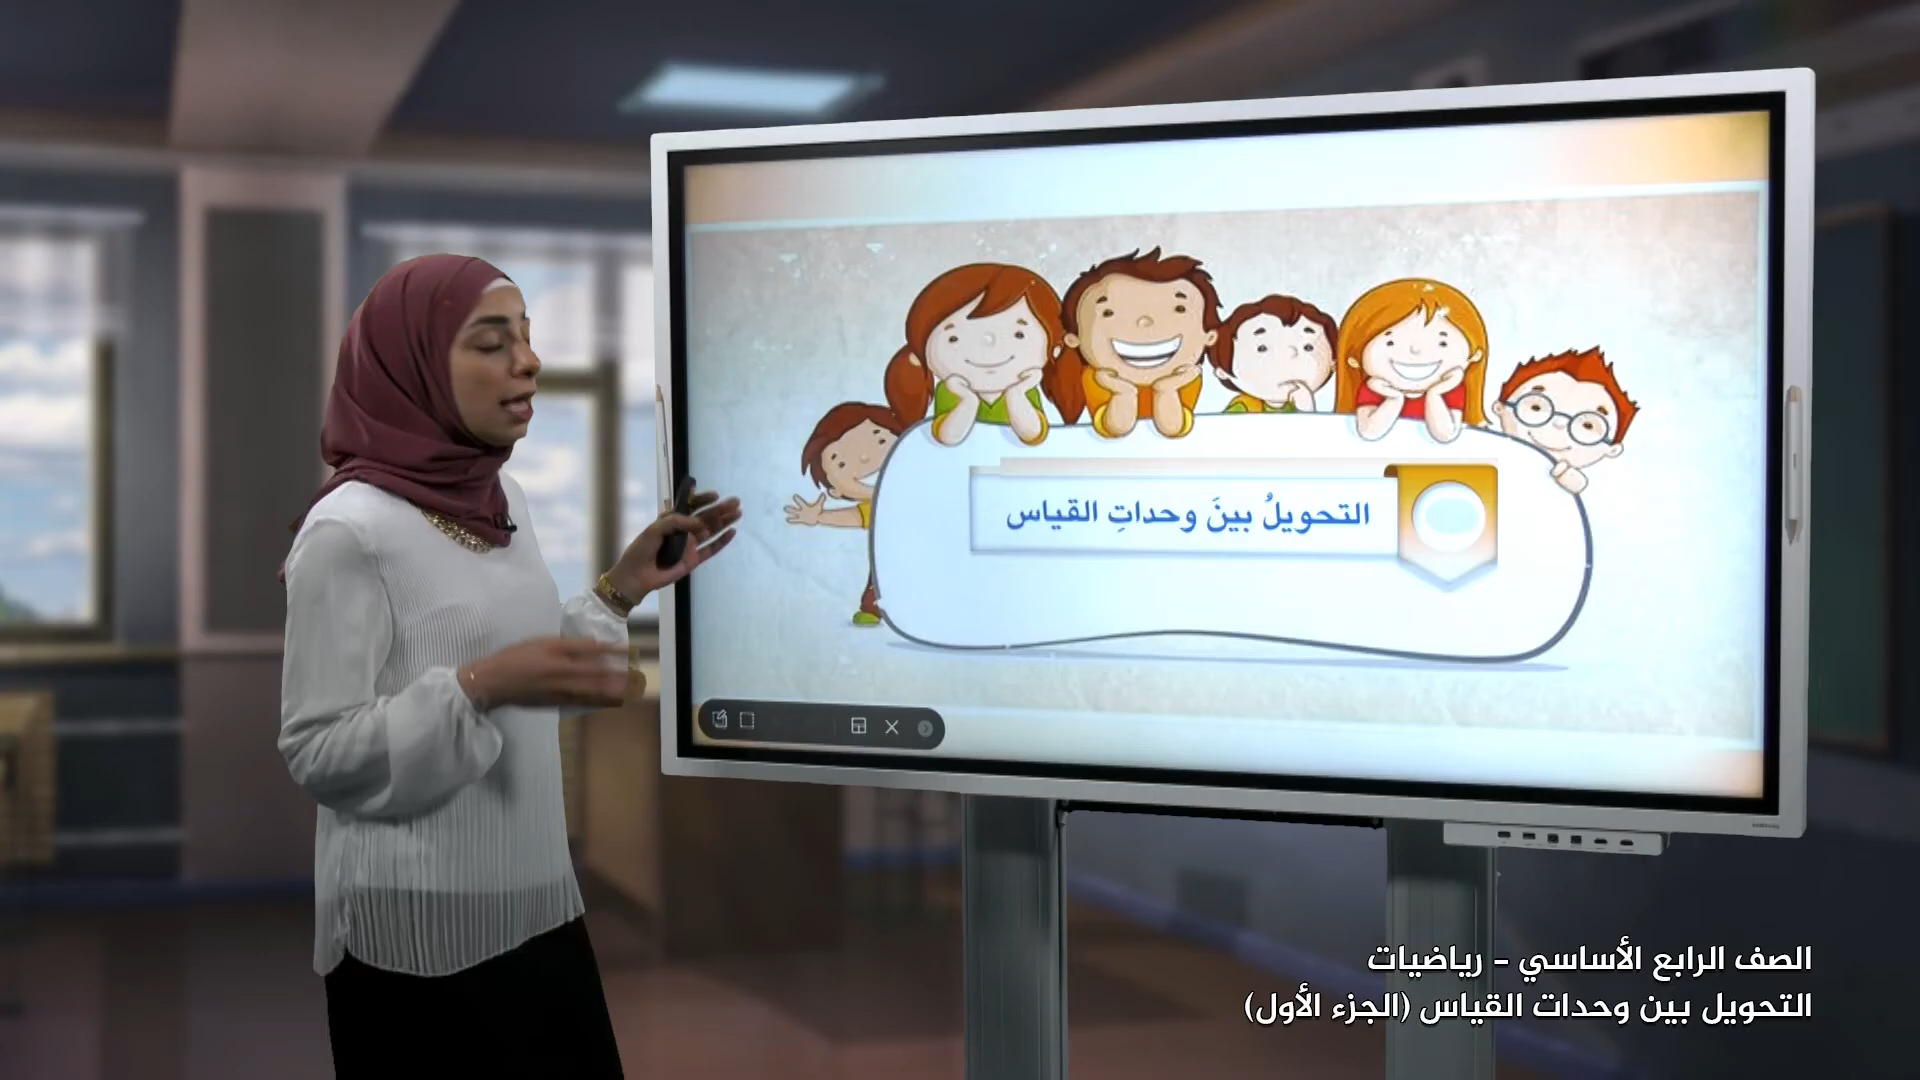 التحويلُ بينَ وحداتِ القياس
الصف الرابع الأساسي - رياضيات
التحويل بين وحدات القياس (الجزء الأول)